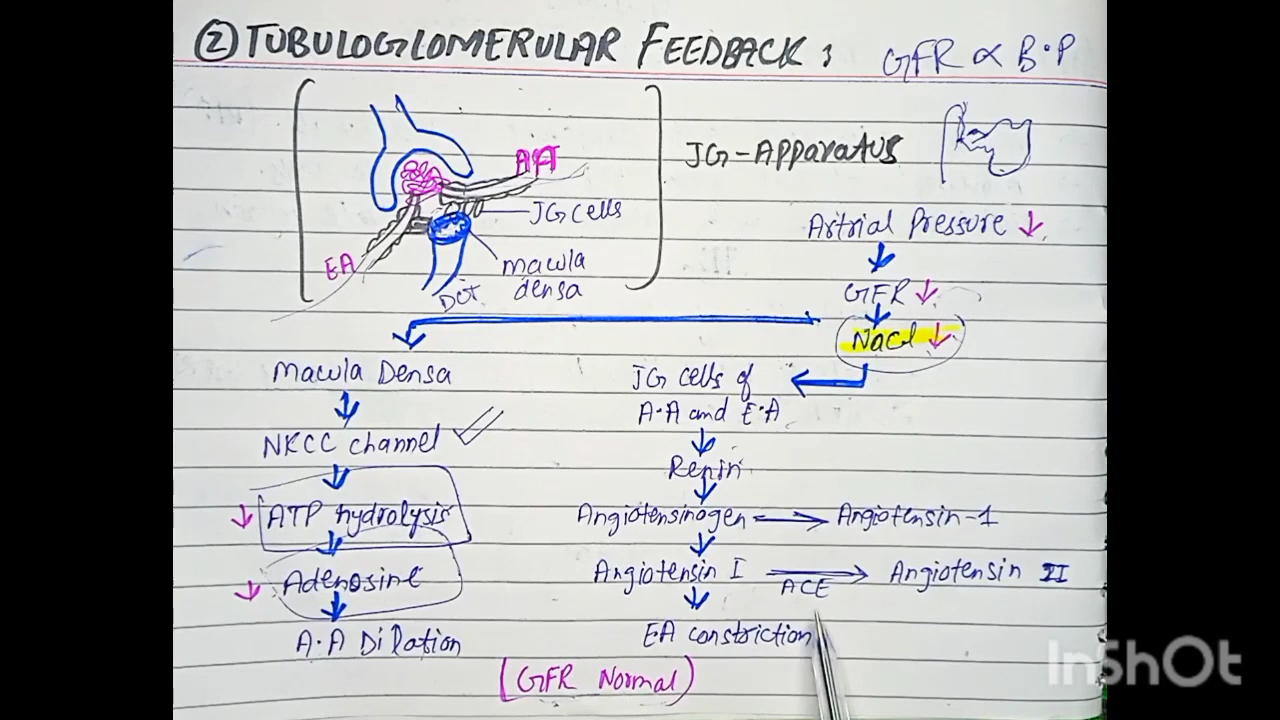 ② TUBULOGLOMERULAR FEEDBACK : GFR ∝ B.P
JG-Apparatus
JG cells
EA
macula
densa
DCT
Artrial Pressure ↓
GFR ↓
NaCl ↓
Macula Densa
NKCC channel ✓
↓ ATP hydrolysis
↓ Adenosine
A.A Dilation
JG cells of
A.A and E.A
Renin
Angiotensinogen → Angiotensin-1
Angiotensin I → Angiotensin II
ACE
EA constriction
(GFR Normal)
InShOt